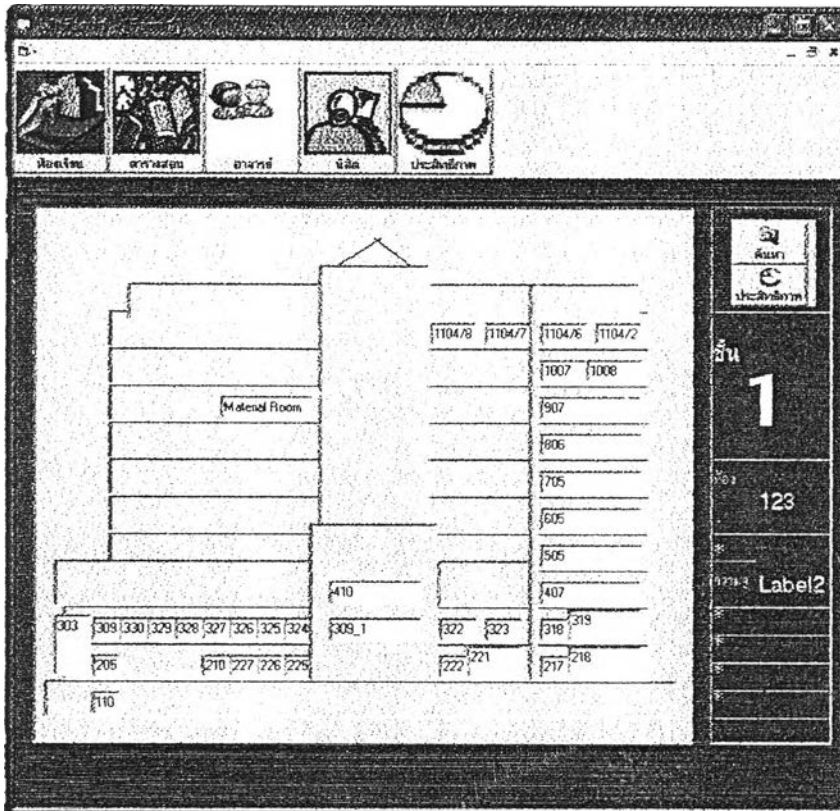 ห้องเรียน ตารางสอน อาจารย์ นิสิต ประสิทธิภาพ
ค้นหา
ประสิทธิภาพ
1104/8 1104/7 1104/6 1104/2
ชั้น
1
1007 1008
Material Room
907
806
705
ห้อง
123
605
505
410
407
Label2
303 309 330 329 328 327 326 325 324 309_1 322 323 318 319
205 210 227 226 225 222 221 217 218
110